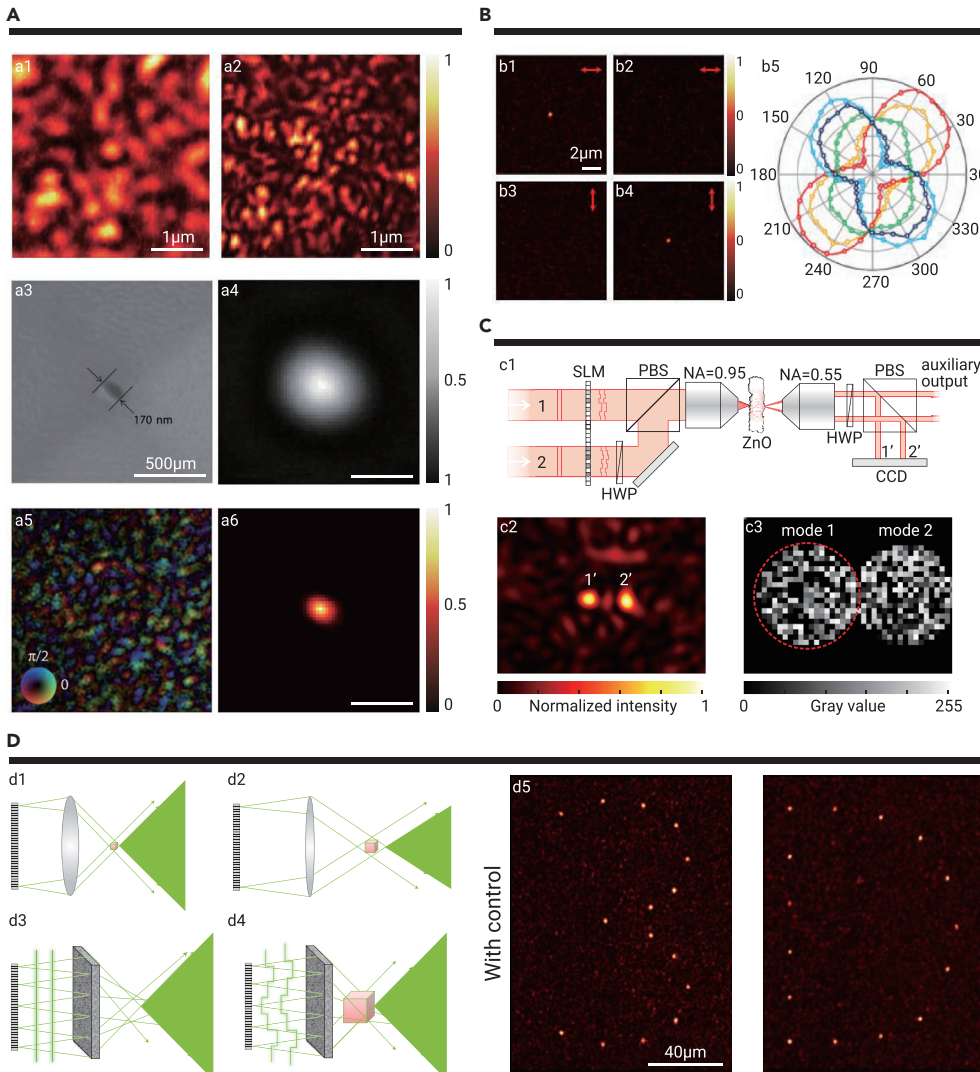 A
a1
1μm
a2
1μm
1
0
a3
170 nm
500μm
a4
1
0.5
1
a5
π/2
0
a6
1
0.5
0
B
b1
2μm
b2
1
0
b3
b4
1
0
0
b5
120
60
150
30
180
30
210
330
240
300
270
C
c1
SLM
PBS
NA=0.95
NA=0.55
PBS
auxiliary
output
1
2
HWP
ZnO
HWP
1’
2’
CCD
c2
1’
2’
0
Normalized intensity
1
c3
mode 1
mode 2
0
Gray value
255
D
d1
d2
d3
d4
d5
With control
40μm